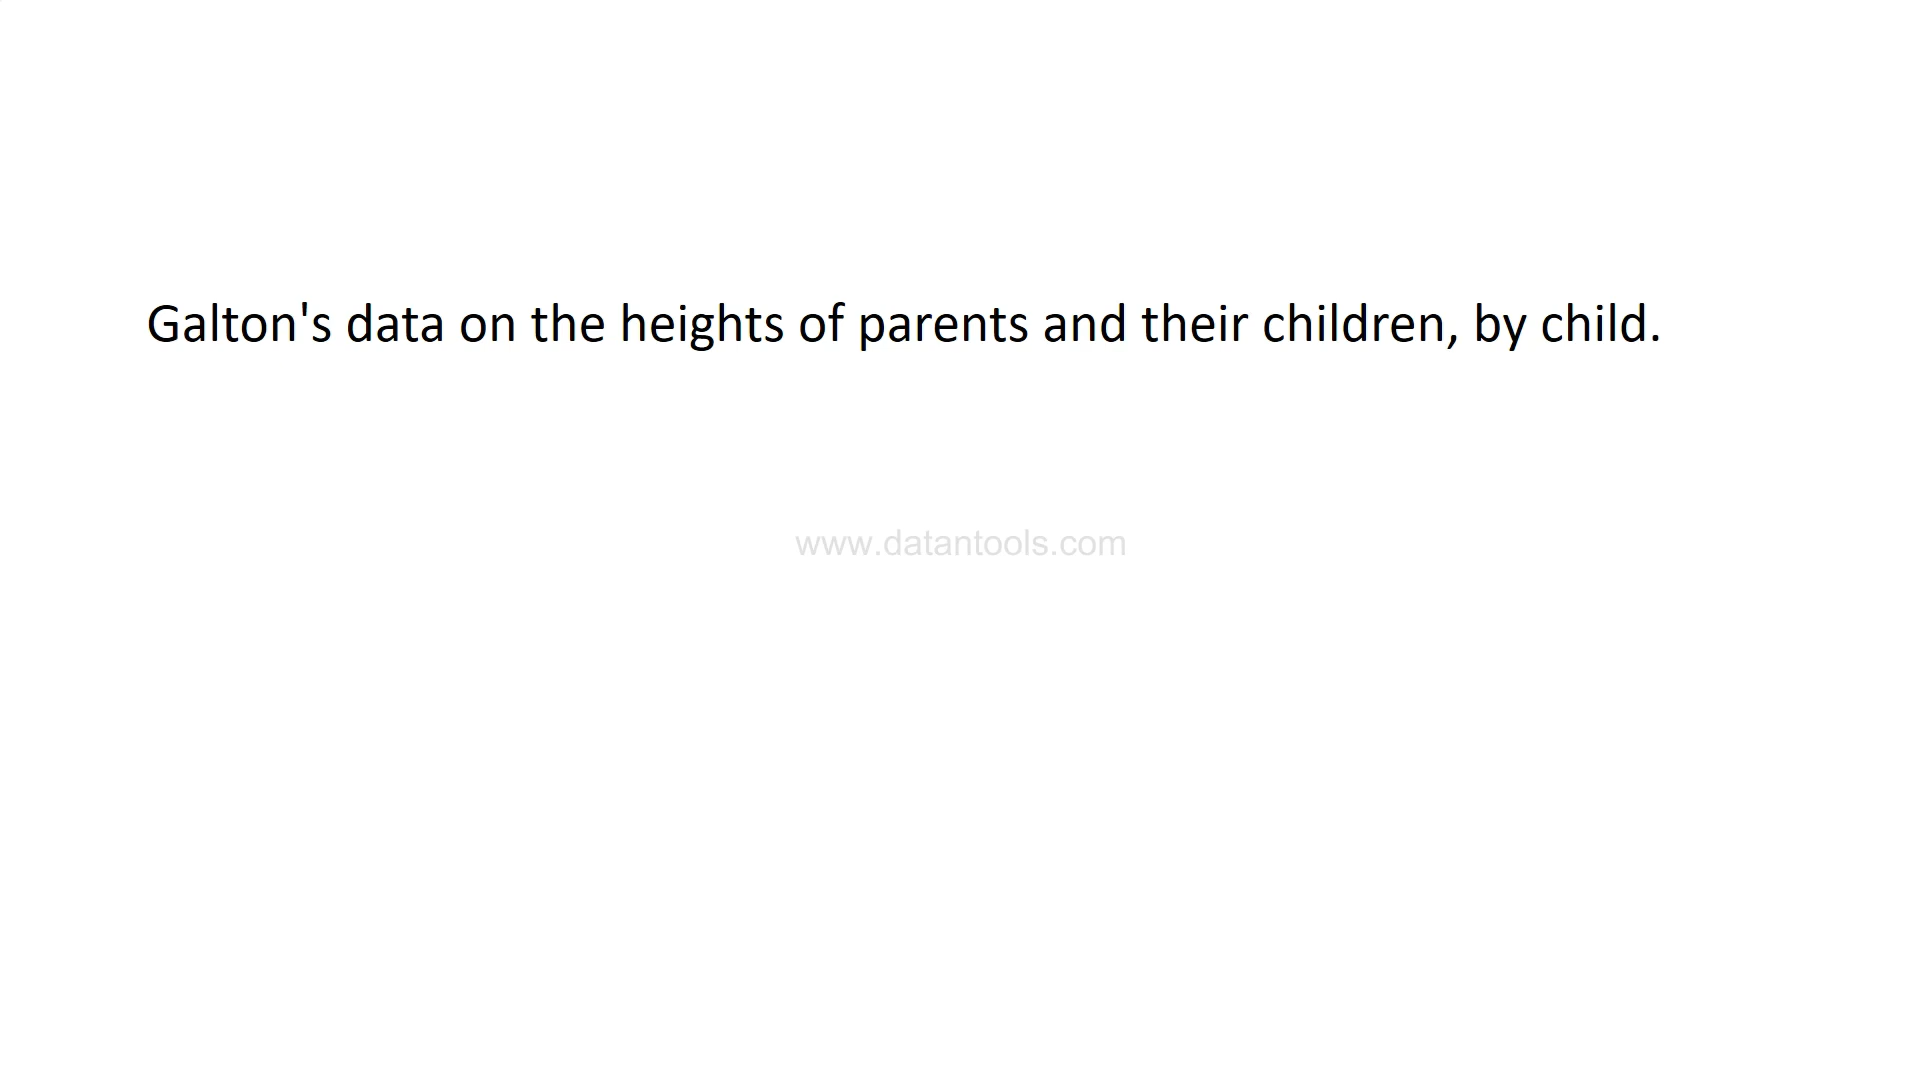 Galton's data on the heights of parents and their children, by child.
www.datantools.com